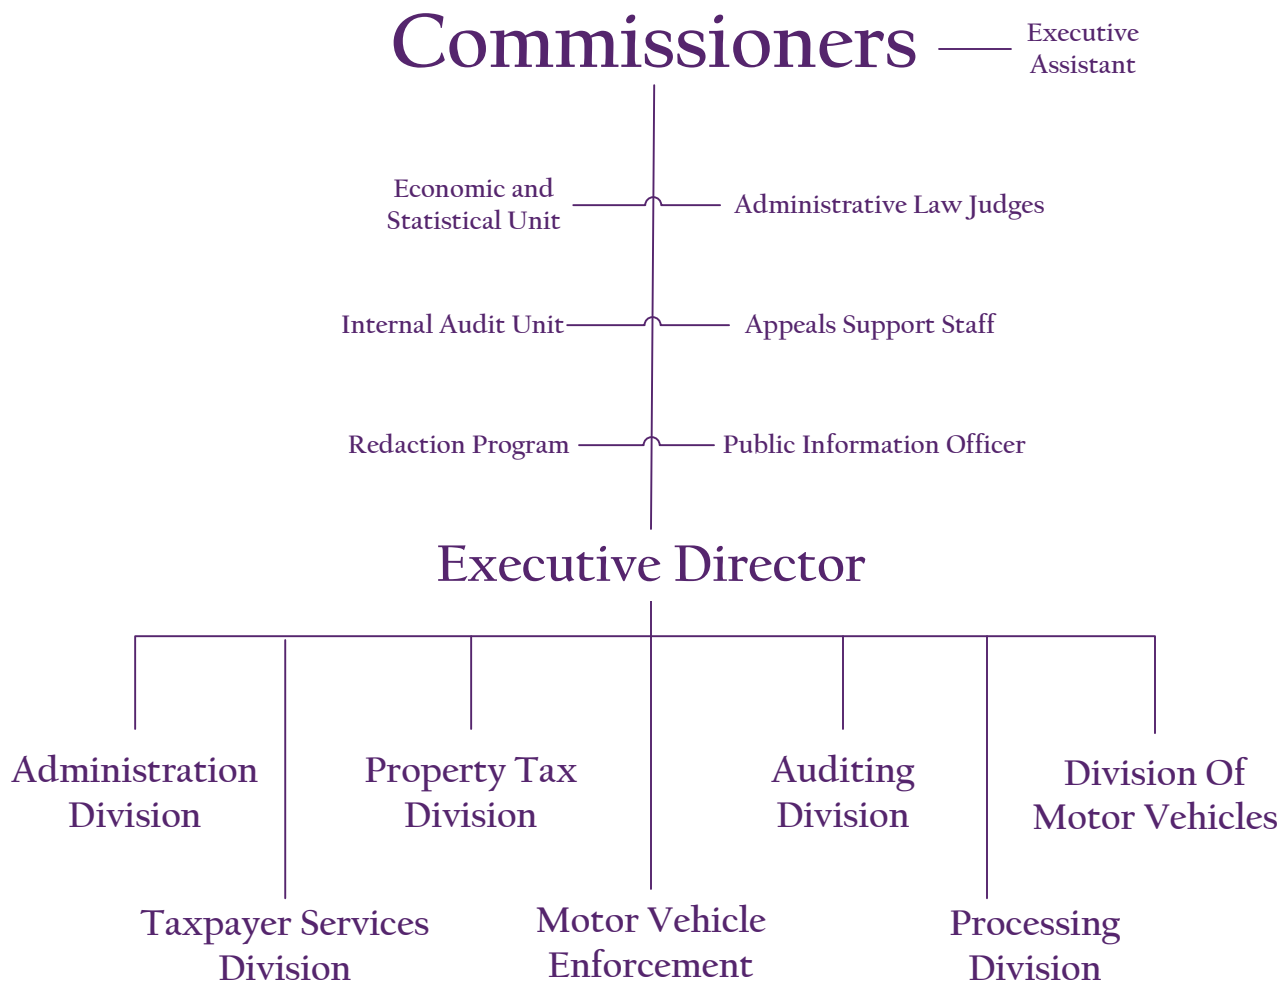 Commissioners
Executive
Assistant
Economic and
Statistical Unit
Administrative Law Judges
Internal Audit Unit
Appeals Support Staff
Redaction Program
Public Information Officer
Executive Director
Administration
Division
Property Tax
Division
Auditing
Division
Division Of
Motor Vehicles
Taxpayer Services
Division
Motor Vehicle
Enforcement
Processing
Division